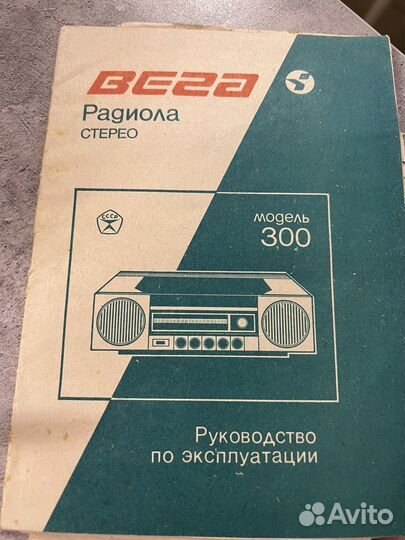 Вега
Радиола
СТЕРЕО
СССР
модель
300
Руководство
по эксплуатации
Avito